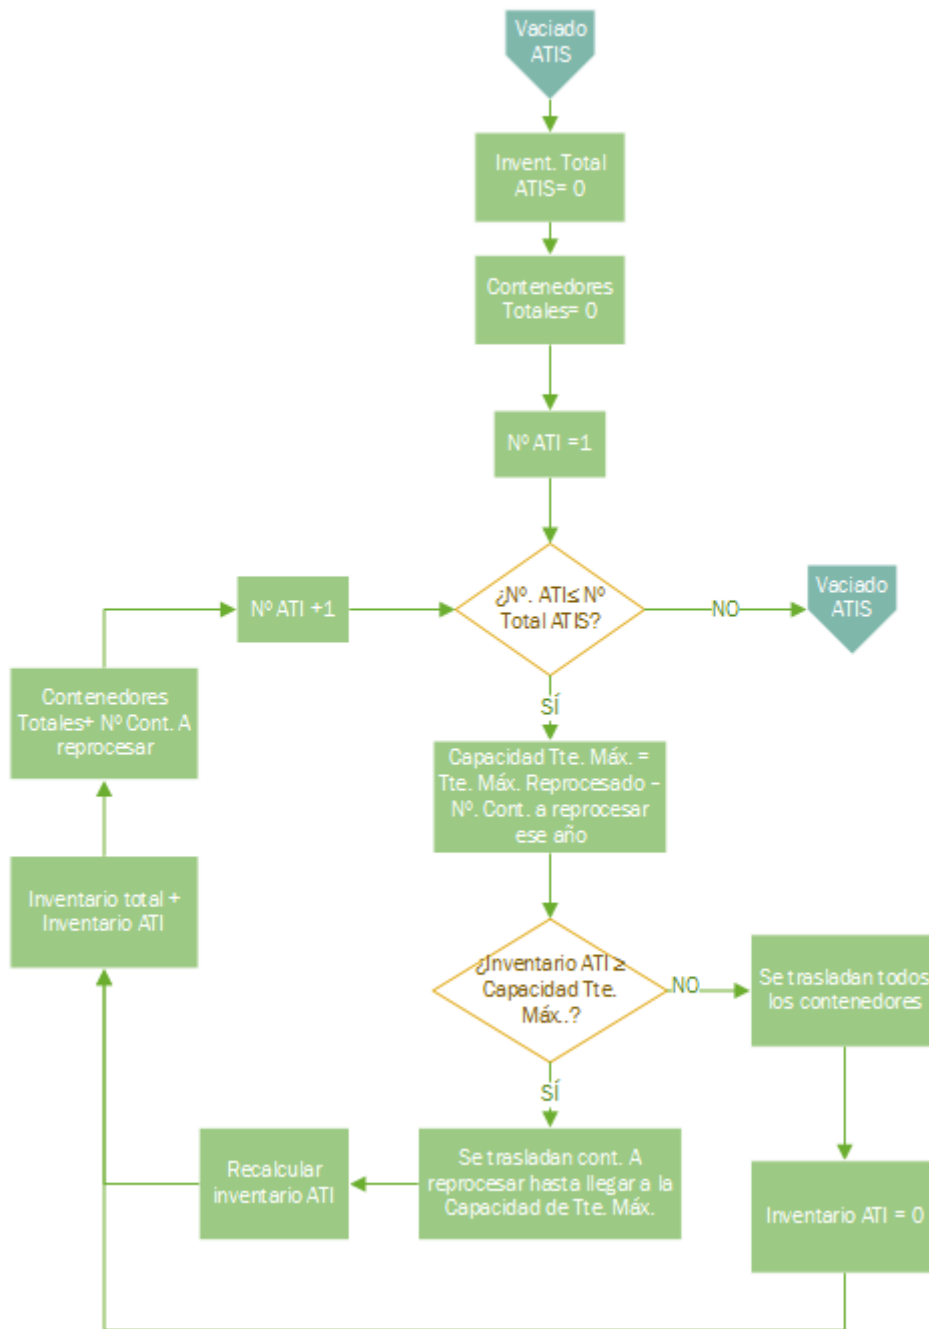 Vaciado
ATIS
Invent. Total
ATIS= 0
Contenedores
Totales= 0
Nº ATI =1
¿Nº. ATI≤ Nº
Total ATIS?
NO
Vaciado
ATIS
Nº ATI +1
SÍ
Contenedores
Totales+ Nº Cont. A
reprocesar
Capacidad Tte. Máx. =
Tte. Máx. Reprocesado –
Nº. Cont. a reprocesar
ese año
Inventario total +
Inventario ATI
¿Inventario ATI ≥
Capacidad Tte.
Máx..?
NO
Se trasladan todos
los contenedores
SÍ
Recalcular
inventario ATI
Se trasladan cont. A
reprocesar hasta llegar a la
Capacidad de Tte. Máx.
Inventario ATI = 0